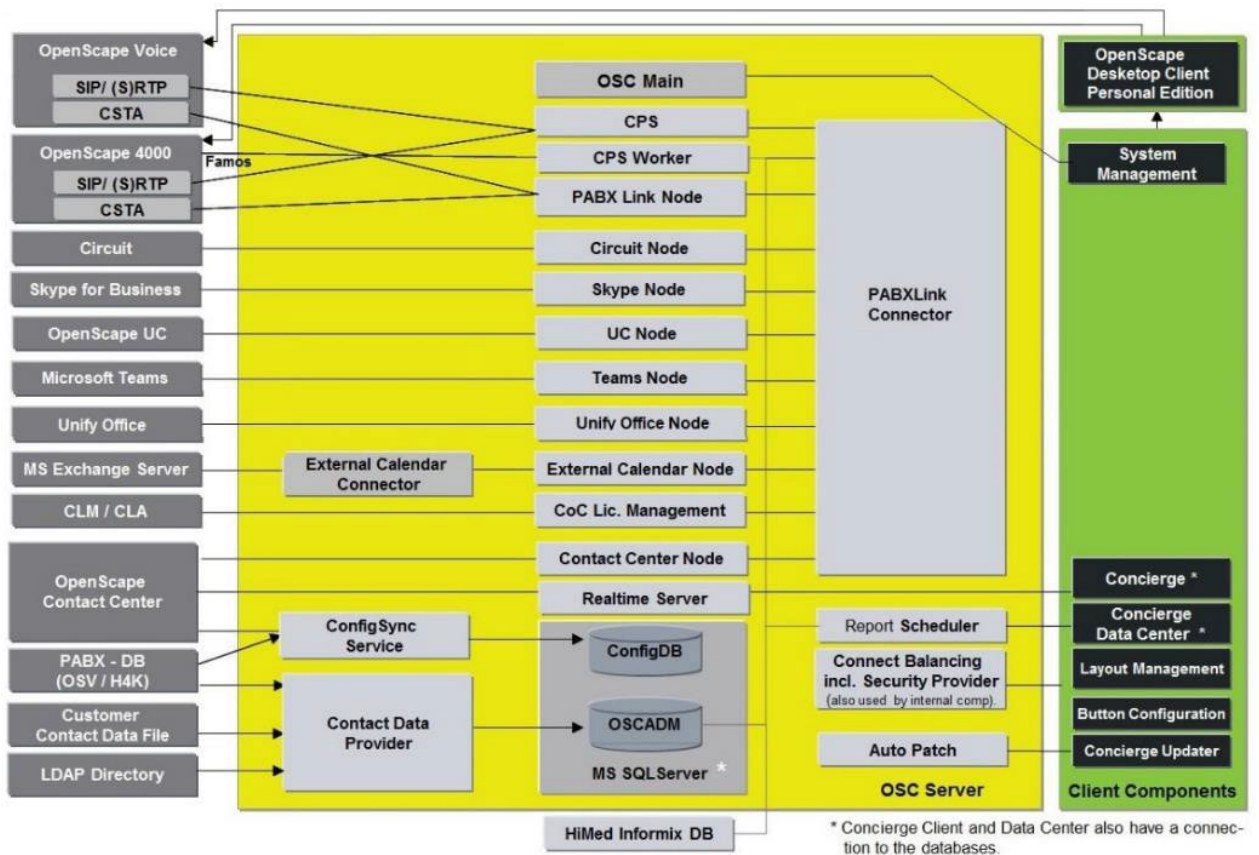 OpenScape Voice
SIP/ (S)RTP
CSTA
OpenScape 4000
Famos
SIP/ (S)RTP
CSTA
Circuit
Skype for Business
OpenScape UC
Microsoft Teams
Unify Office
MS Exchange Server
CLM / CLA
OpenScape
Contact Center
PABX - DB
(OSV / H4K)
Customer
Contact Data File
LDAP Directory
External Calendar
Connector
ConfigSync
Service
Contact Data
Provider
OSC Main
CPS
CPS Worker
PABX Link Node
Circuit Node
Skype Node
UC Node
Teams Node
Unify Office Node
External Calendar Node
CoC Lic. Management
Contact Center Node
Realtime Server
ConfigDB
OSCADM
MS SQLServer *
HiMed Informix DB
PABXLink
Connector
Report Scheduler
Connect Balancing
incl. Security Provider
(also used by internal comp).
Auto Patch
OSC Server
OpenScape
Desketop Client
Personal Edition
System
Management
Concierge *
Concierge
Data Center *
Layout Management
Button Configuration
Concierge Updater
Client Components
* Concierge Client and Data Center also have a connec-
tion to the databases.